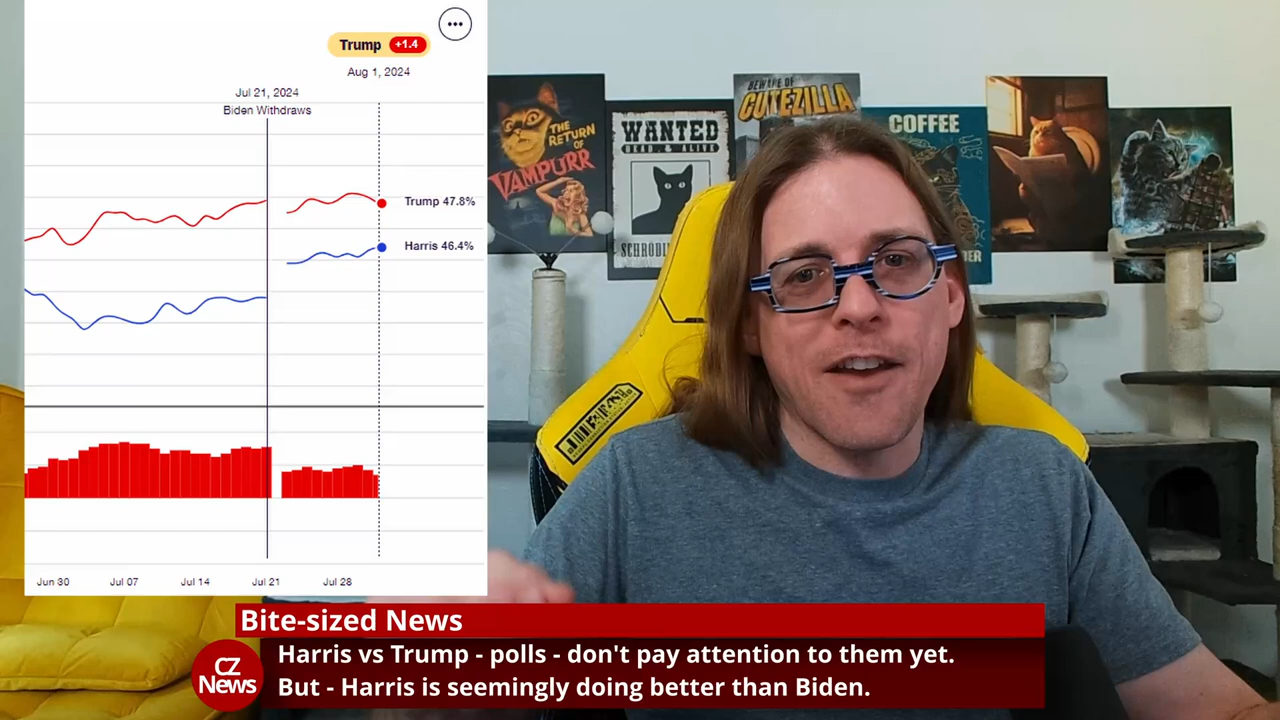 Trump +1.4
Aug 1, 2024
Jul 21, 2024
Biden Withdraws
Trump 47.8%
Harris 46.4%
Jun 30 Jul 07 Jul 14 Jul 21 Jul 28
THE RETURN OF VAMPURR
WANTED
DEAD & ALIVE
SCHRÖDI
BEWARE OF
CUTEZILLA
COFFEE
Bite-sized News
CZ News
Harris vs Trump - polls - don't pay attention to them yet.
But - Harris is seemingly doing better than Biden.